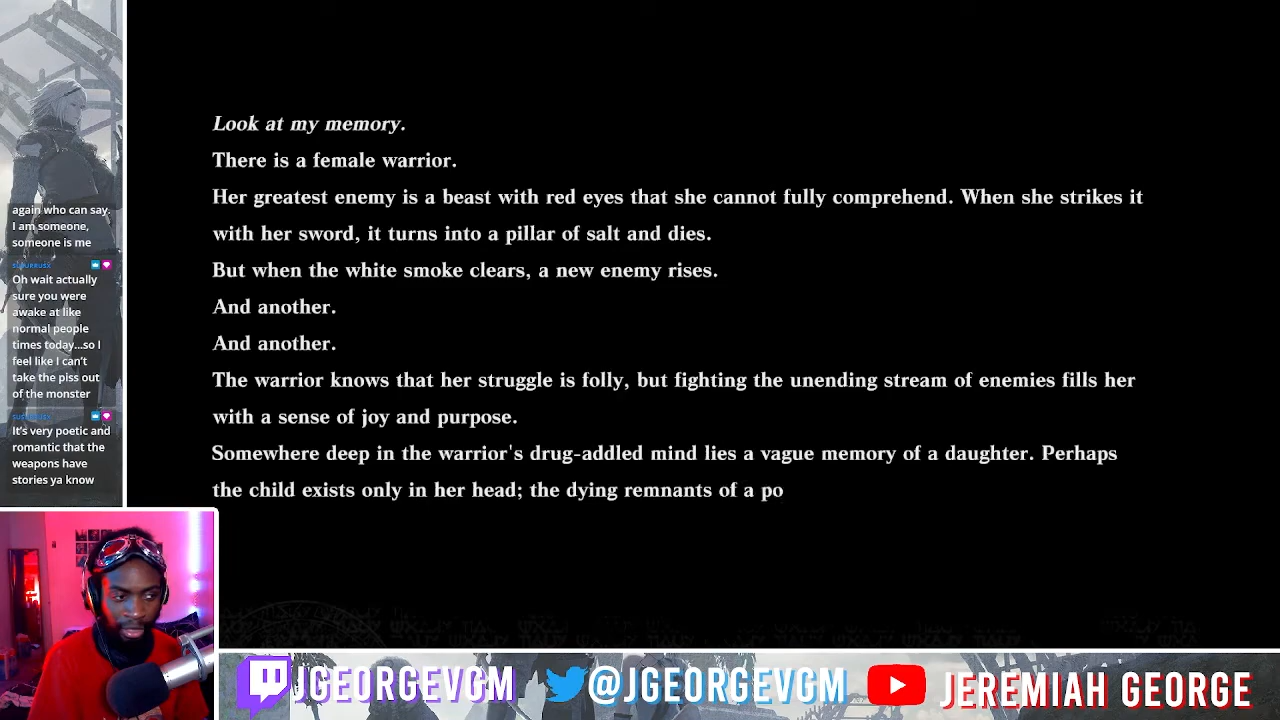 Look at my memory.
There is a female warrior.
Her greatest enemy is a beast with red eyes that she cannot fully comprehend. When she strikes it
with her sword, it turns into a pillar of salt and dies.
But when the white smoke clears, a new enemy rises.
And another.
And another.
The warrior knows that her struggle is folly, but fighting the unending stream of enemies fills her
with a sense of joy and purpose.
Somewhere deep in the warrior's drug-addled mind lies a vague memory of a daughter. Perhaps
the child exists only in her head; the dying remnants of a po
again who can say.
I am someone,
someone is me
Oh wait actually
sure you were
awake at like
normal people
times today...so I
feel like I can't
take the piss out
of the monster
It's very poetic and
romantic that the
weapons have
stories ya know
JGEORGEVGM
@JGEORGEVGM
JEREMIAH GEORGE